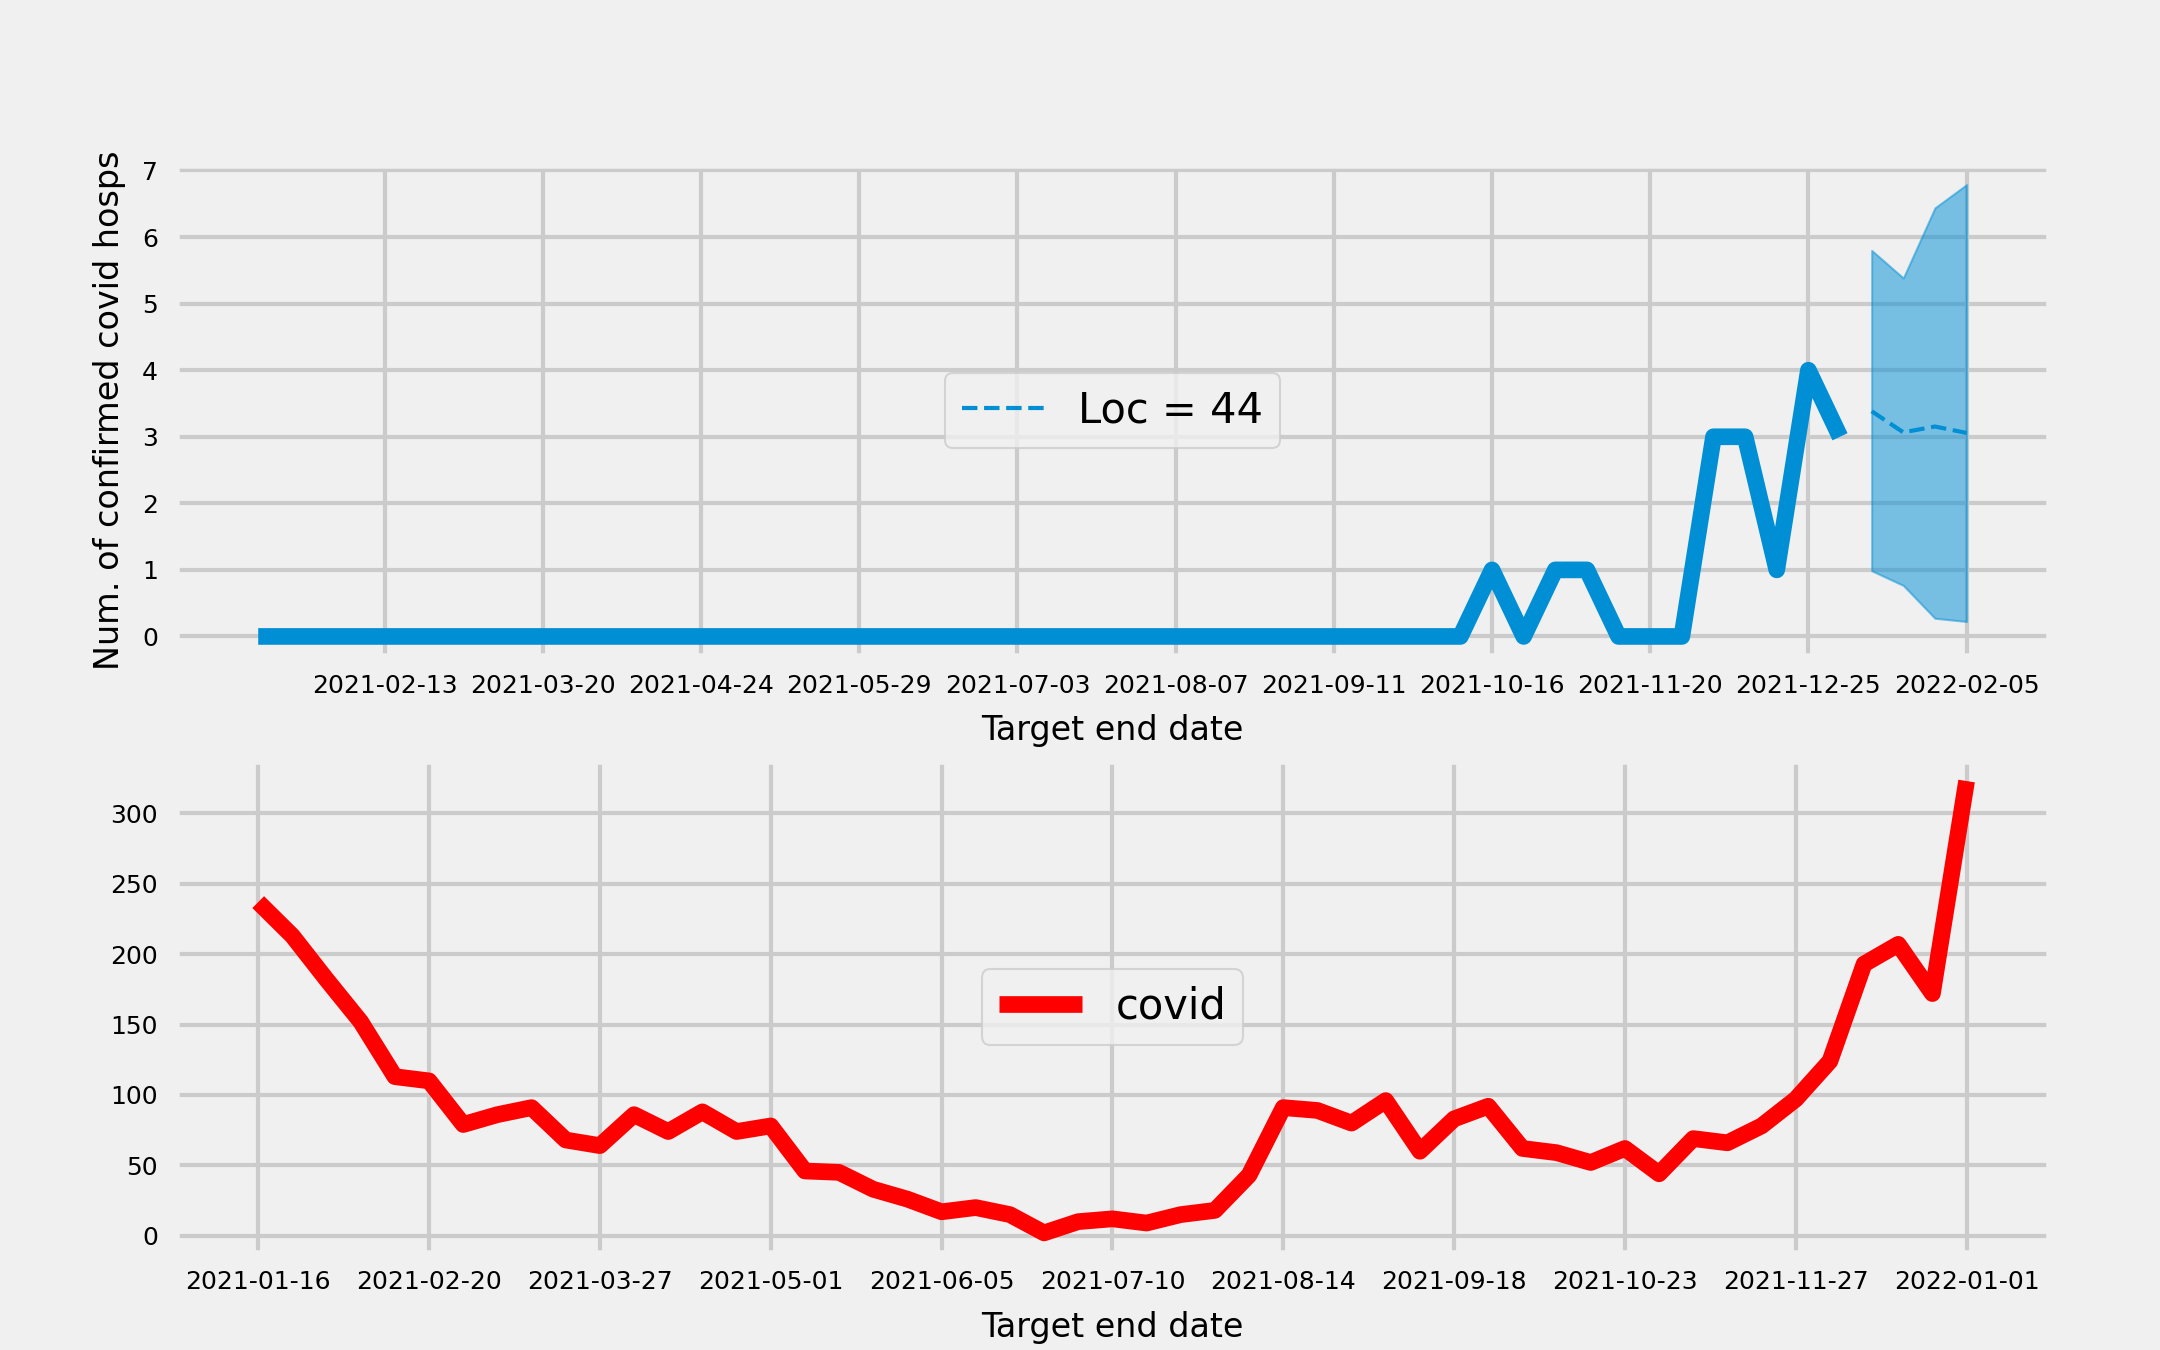 Num. of confirmed covid hosps
7
6
5
4
3
2
1
0
Loc = 44
2021-02-13 2021-03-20 2021-04-24 2021-05-29 2021-07-03 2021-08-07 2021-09-11 2021-10-16 2021-11-20 2021-12-25 2022-02-05
Target end date
300
250
200
150
100
50
0
covid
2021-01-16 2021-02-20 2021-03-27 2021-05-01 2021-06-05 2021-07-10 2021-08-14 2021-09-18 2021-10-23 2021-11-27 2022-01-01
Target end date